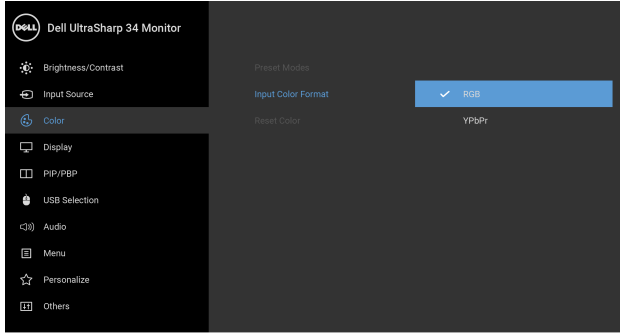 DELL Dell UltraSharp 34 Monitor
Brightness/Contrast
Input Source
Color
Display
PIP/PBP
USB Selection
Audio
Menu
Personalize
Others
Preset Modes
Input Color Format
Reset Color
RGB
YPbPr